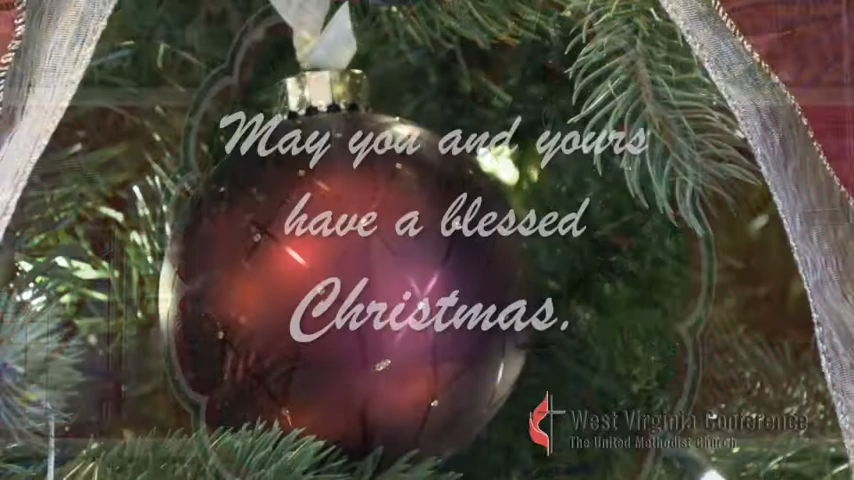 May you and yours
have a blessed
Christmas.
West Virginia Conference
The United Methodist Church